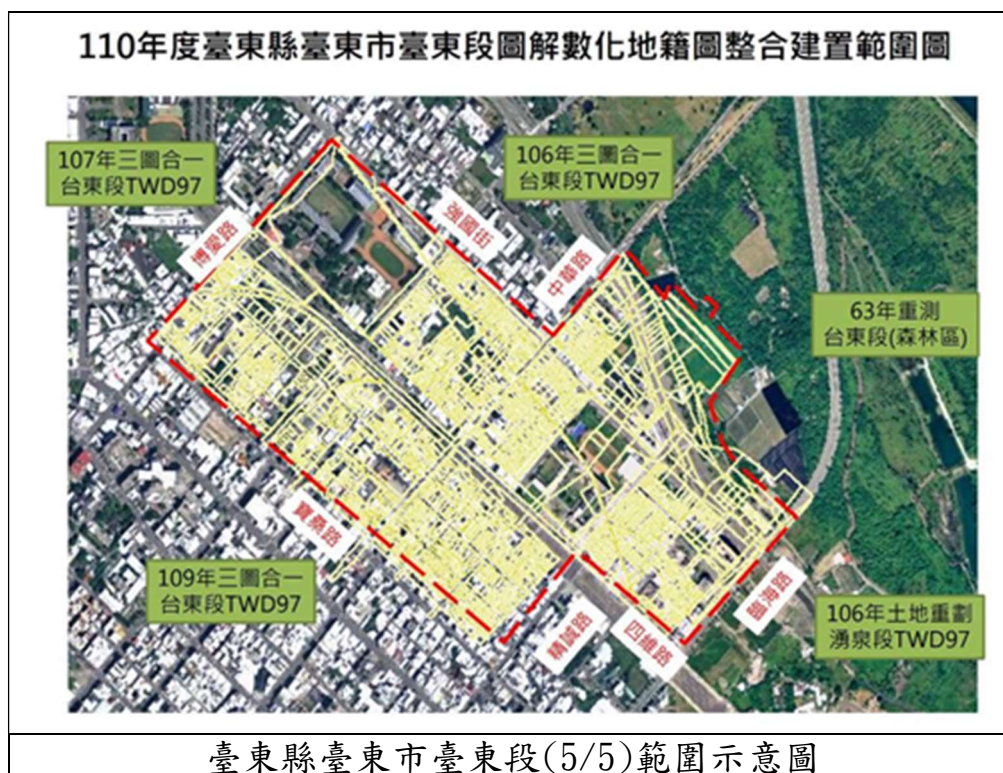 110年度臺東縣臺東市臺東段圖解數化地籍圖整合建置範圍圖
107年三圖合一
台東段TWD97
106年三圖合一
台東段TWD97
博愛路
強國街
中華路
63年重測
台東段(森林區)
寶桑路
109年三圖合一
台東段TWD97
精誠路
四維路
106年土地重劃
湧泉段TWD97
臺東縣臺東市臺東段(5/5)範圍示意圖